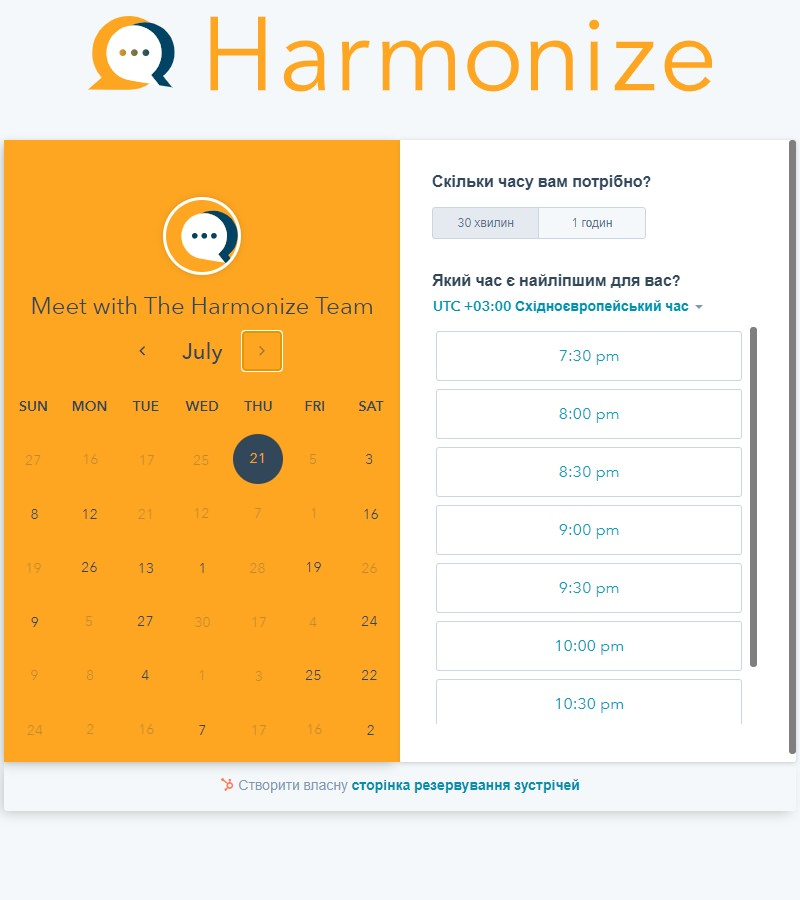 Harmonize
Meet with The Harmonize Team
July
SUN MON TUE WED THU FRI SAT
27 16 17 25 21 5 3
8 12 21 12 7 1 16
19 26 13 1 28 19 26
9 5 27 30 17 4 24
9 8 4 1 3 25 22
24 2 16 7 17 16 2
Скільки часу вам потрібно?
30 хвилин 1 годин
Який час є найліпшим для вас?
UTC +03:00 Східноєвропейський час
7:30 pm
8:00 pm
8:30 pm
9:00 pm
9:30 pm
10:00 pm
10:30 pm
Створити власну сторінка резервування зустрічей